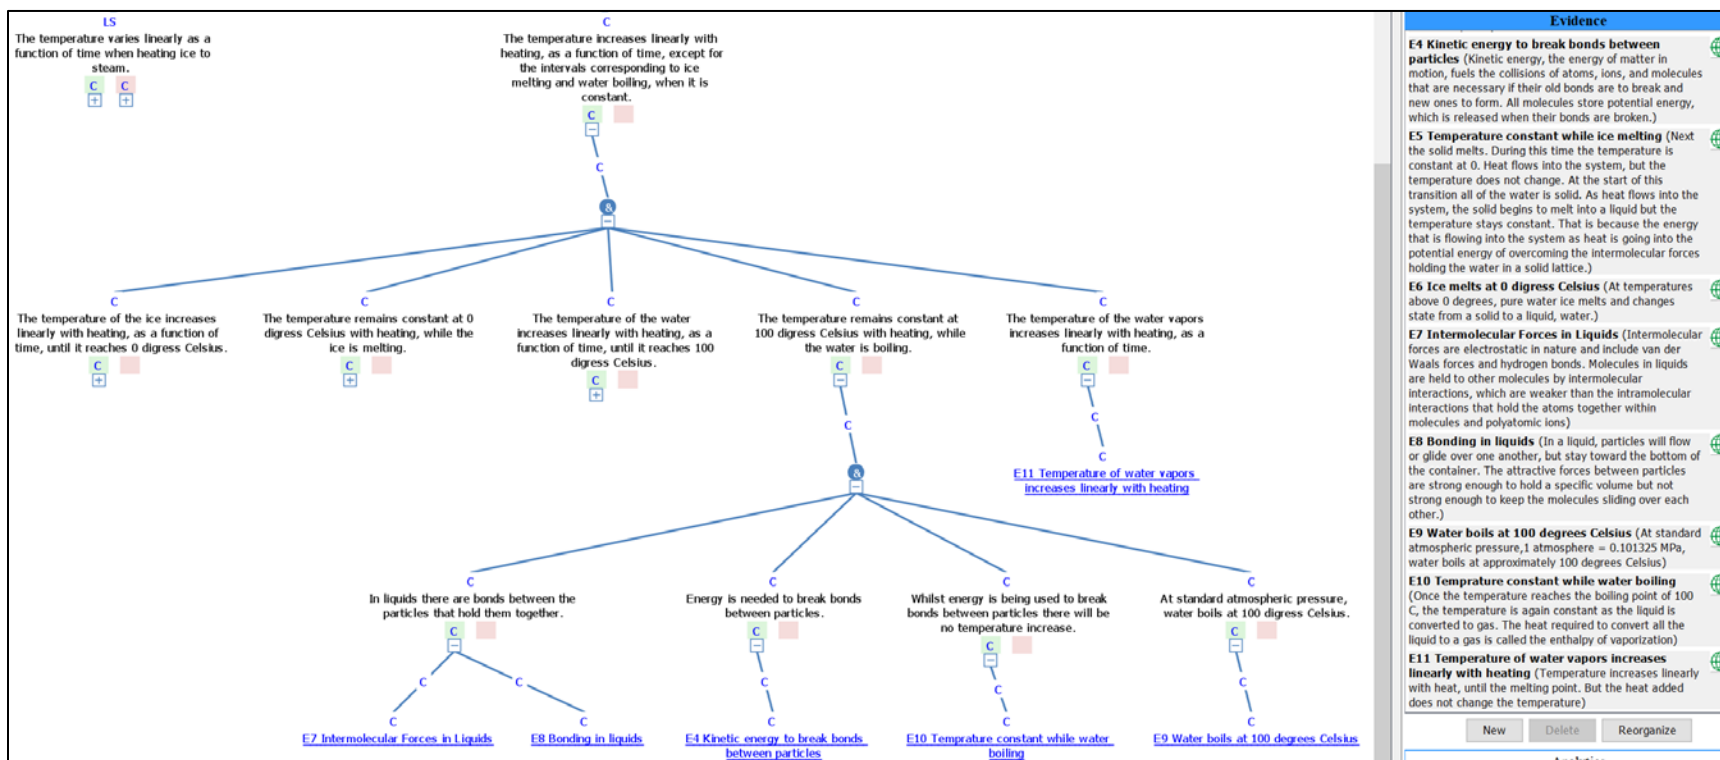 LS
The temperature varies linearly as a
function of time when heating ice to
steam.
C C
C
The temperature increases linearly with
heating, as a function of time, except for
the intervals corresponding to ice
melting and water boiling, when it is
constant.
C
C
&
C
The temperature of the ice increases
linearly with heating, as a function of
time, until it reaches 0 digress Celsius.
C
C
The temperature remains constant at 0
digress Celsius with heating, while the
ice is melting.
C
C
The temperature of the water
increases linearly with heating, as a
function of time, until it reaches 100
digress Celsius.
C
C
The temperature remains constant at
100 digress Celsius with heating, while
the water is boiling.
C
C
&
C
The temperature of the water vapors
increases linearly with heating, as a
function of time.
C
C
C
E11 Temperature of water vapors
increases linearly with heating
C
In liquids there are bonds between the
particles that hold them together.
C
C
C
C
E7 Intermolecular Forces in Liquids
C
E8 Bonding in liquids
C
Energy is needed to break bonds
between particles.
C
C
C
E4 Kinetic energy to break bonds
between particles
C
Whilst energy is being used to break
bonds between particles there will be
no temperature increase.
C
C
C
E10 Temprature constant while water
boiling
C
At standard atmospheric pressure,
water boils at 100 digress Celsius.
C
C
C
E9 Water boils at 100 degrees Celsius
Evidence
E4 Kinetic energy to break bonds between
particles (Kinetic energy, the energy of matter in
motion, fuels the collisions of atoms, ions, and molecules
that are necessary if their old bonds are to break and
new ones to form. All molecules store potential energy,
which is released when their bonds are broken.)
E5 Temperature constant while ice melting (Next
the solid melts. During this time the temperature is
constant at 0. Heat flows into the system, but the
temperature does not change. At the start of this
transition all of the water is solid. As heat flows into the
system, the solid begins to melt into a liquid but the
temperature stays constant. That is because the energy
that is flowing into the system as heat is going into the
potential energy of overcoming the intermolecular forces
holding the water in a solid lattice.)
E6 Ice melts at 0 digress Celsius (At temperatures
above 0 degrees, pure water ice melts and changes
state from a solid to a liquid, water.)
E7 Intermolecular Forces in Liquids (Intermolecular
forces are electrostatic in nature and include van der
Waals forces and hydrogen bonds. Molecules in liquids
are held to other molecules by intermolecular
interactions, which are weaker than the intramolecular
interactions that hold the atoms together within
molecules and polyatomic ions)
E8 Bonding in liquids (In a liquid, particles will flow
or glide over one another, but stay toward the bottom of
the container. The attractive forces between particles
are strong enough to hold a specific volume but not
strong enough to keep the molecules sliding over each
other.)
E9 Water boils at 100 degrees Celsius (At standard
atmospheric pressure,1 atmosphere = 0.101325 MPa,
water boils at approximately 100 degrees Celsius)
E10 Temprature constant while water boiling
(Once the temperature reaches the boiling point of 100
C, the temperature is again constant as the liquid is
converted to gas. The heat required to convert all the
liquid to a gas is called the enthalpy of vaporization)
E11 Temperature of water vapors increases
linearly with heating (Temperature increases linearly
with heat, until the melting point. But the heat added
does not change the temperature)
New Delete Reorganize